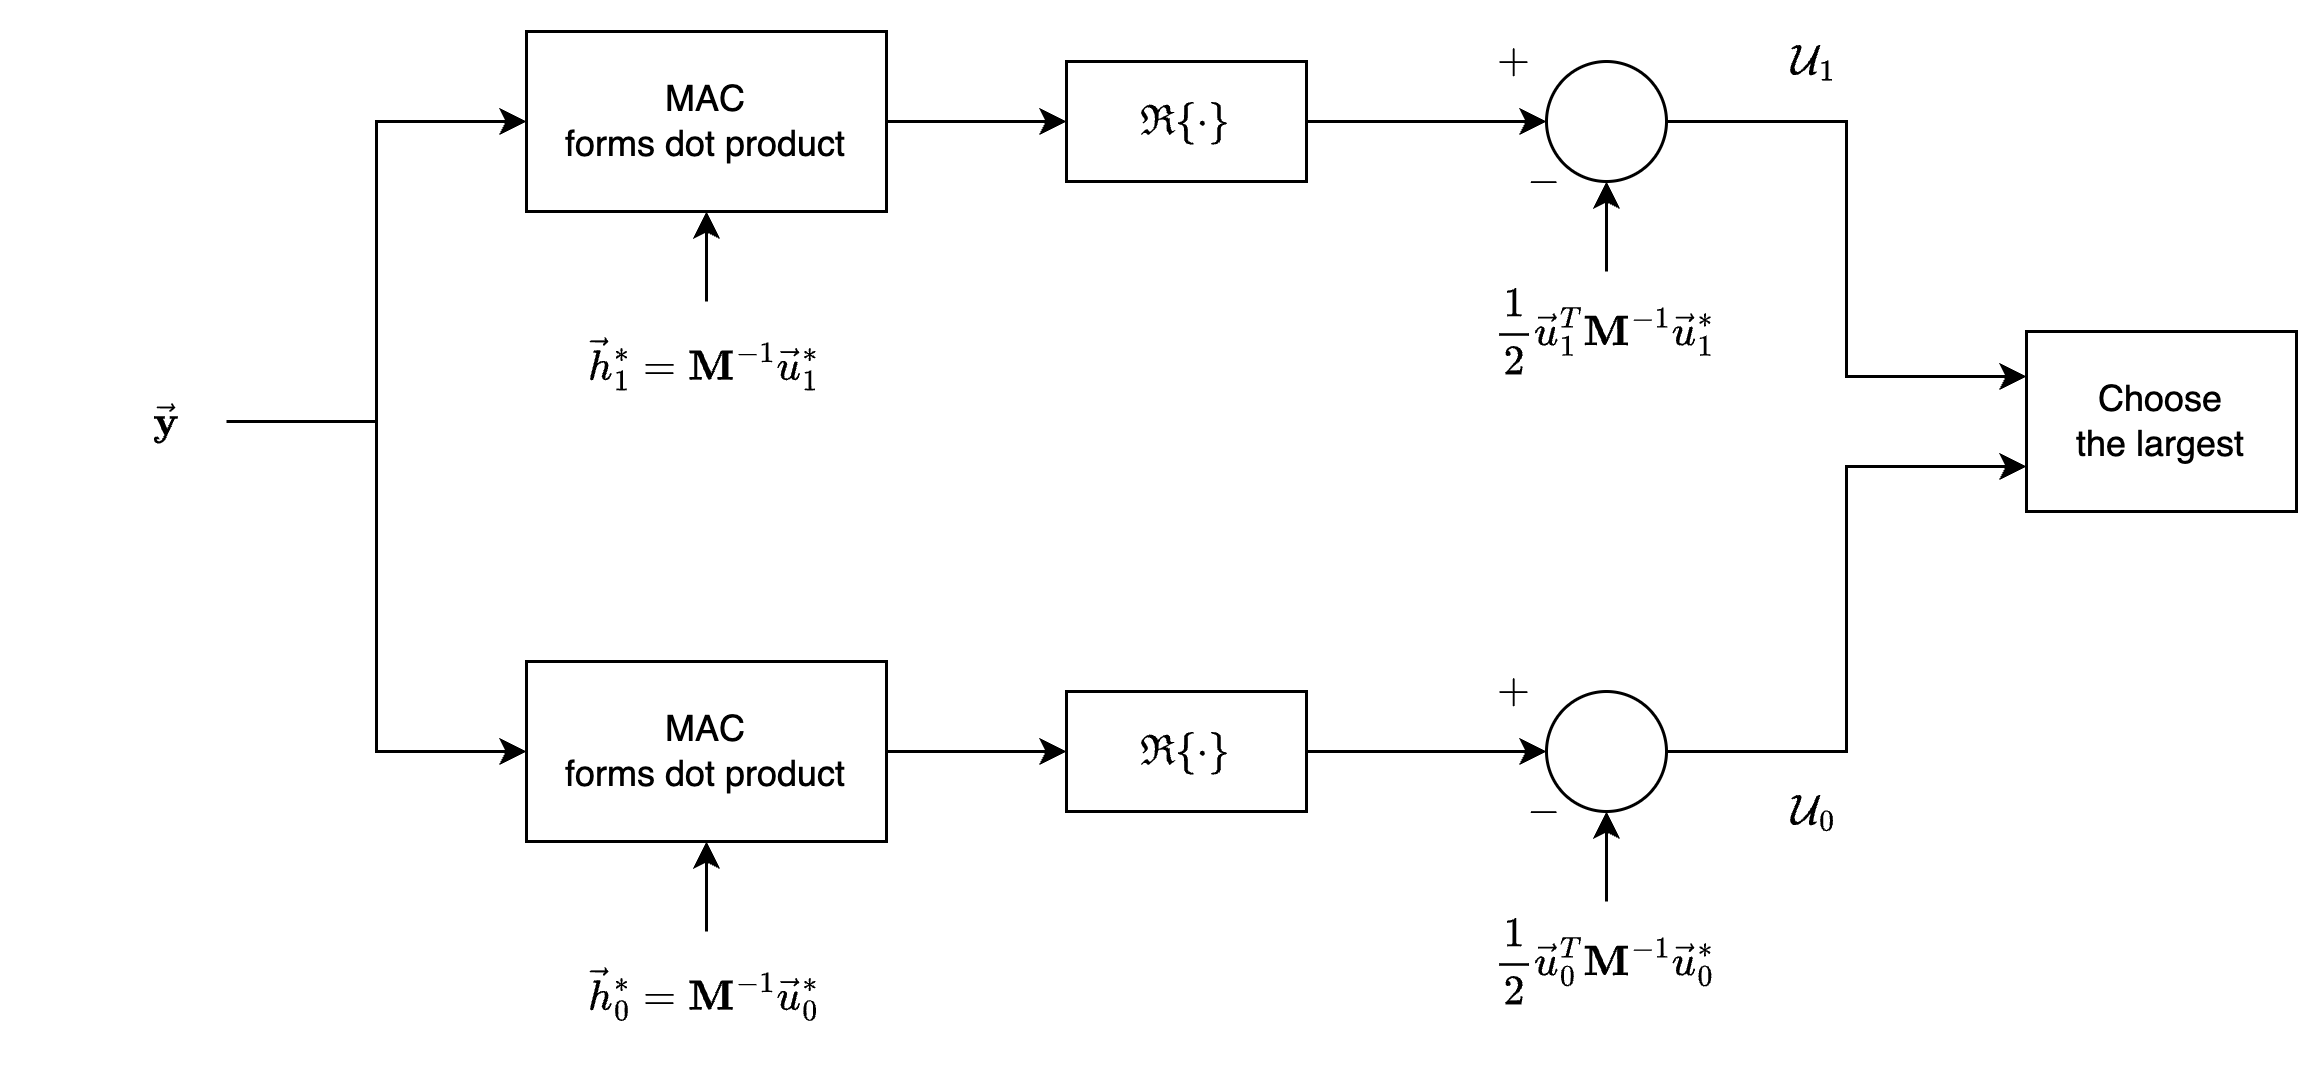 MAC
forms dot product
$\mathfrak{R}\{\cdot\}$
+
−
$\mathcal{U}_1$
$\vec{h}_1^* = \mathbf{M}^{-1}\vec{u}_1^*$
$\frac{1}{2}\vec{u}_1^T\mathbf{M}^{-1}\vec{u}_1^*$
$\vec{\mathbf{y}}$
Choose
the largest
MAC
forms dot product
$\mathfrak{R}\{\cdot\}$
+
−
$\mathcal{U}_0$
$\vec{h}_0^* = \mathbf{M}^{-1}\vec{u}_0^*$
$\frac{1}{2}\vec{u}_0^T\mathbf{M}^{-1}\vec{u}_0^*$